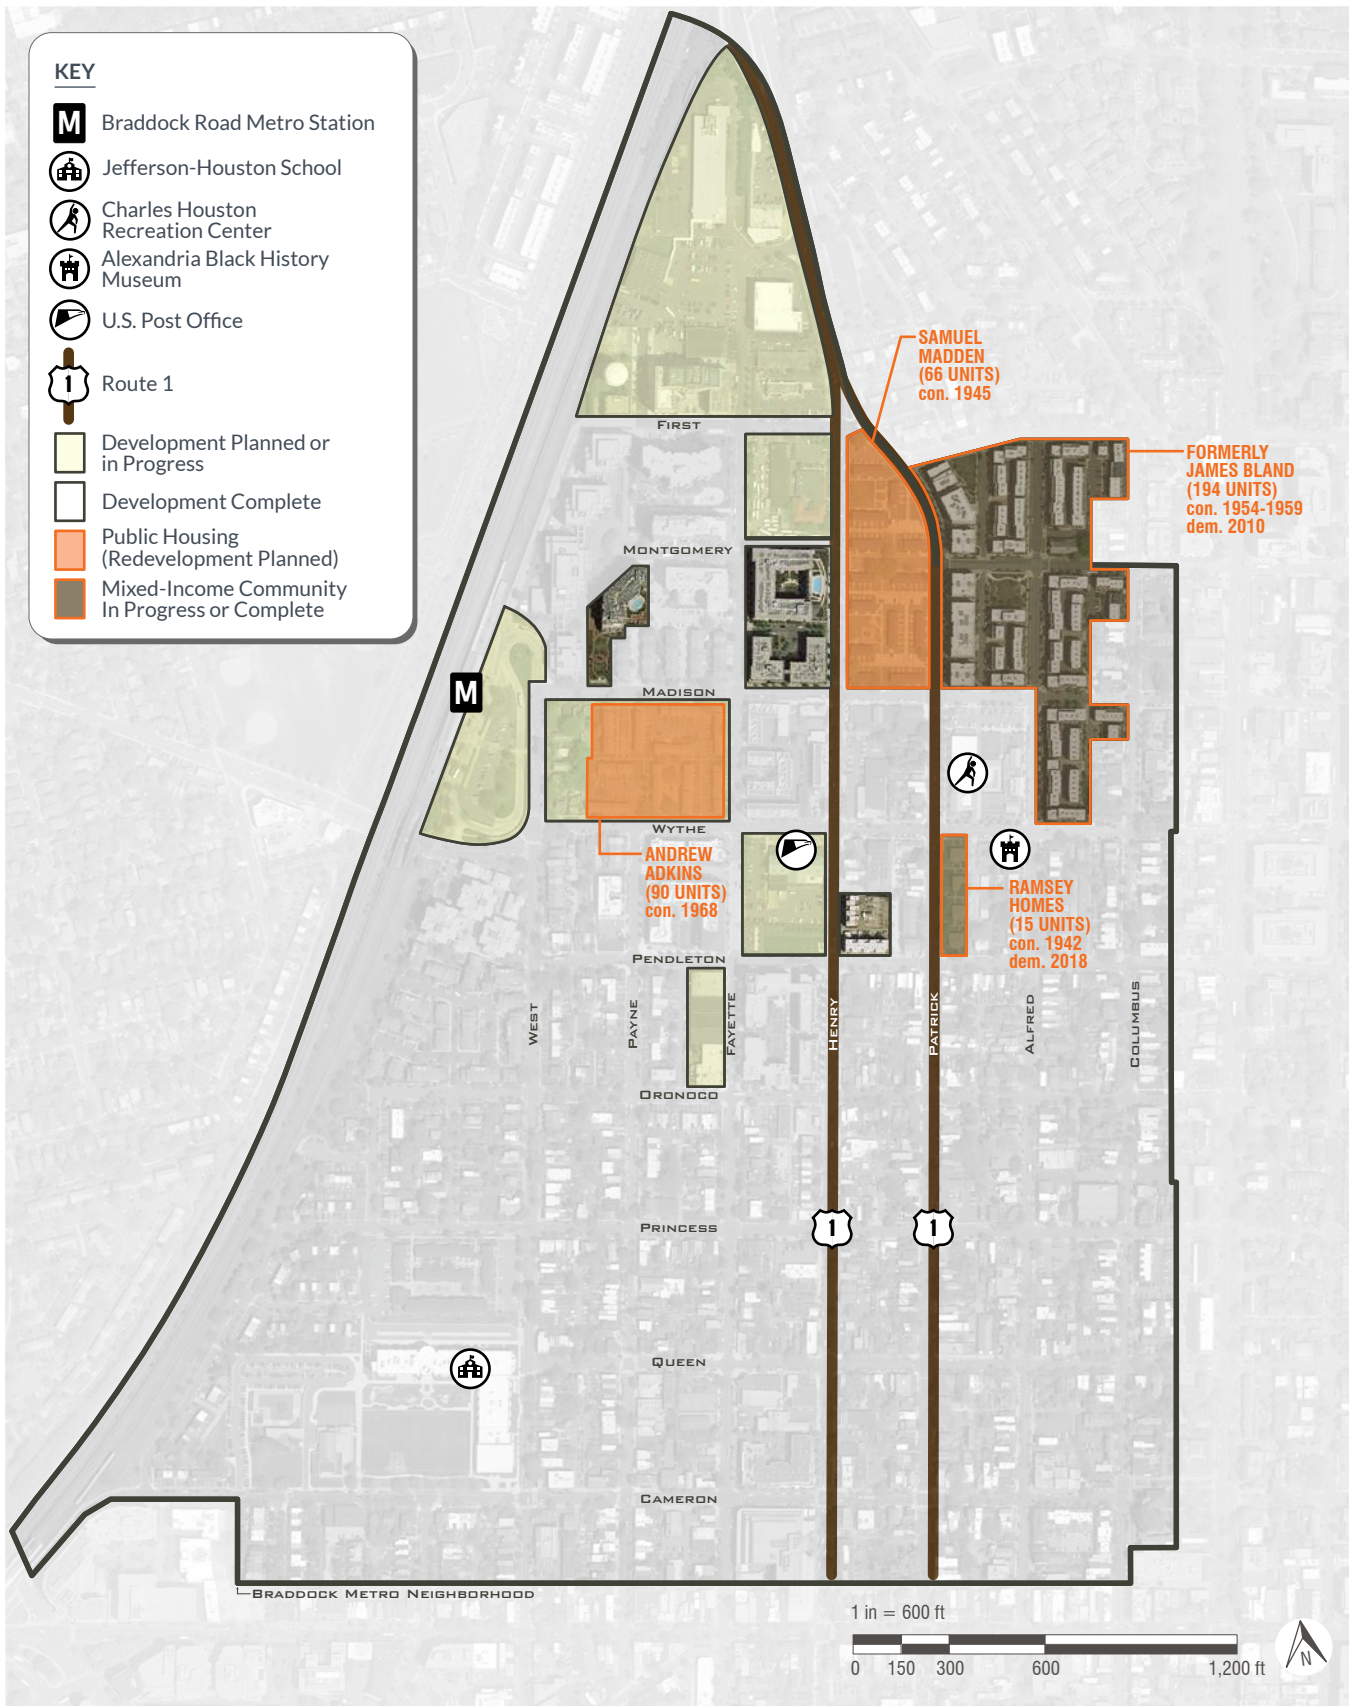 KEY
M
Braddock Road Metro Station
Jefferson-Houston School
Charles Houston
Recreation Center
Alexandria Black History
Museum
U.S. Post Office
1
Route 1
Development Planned or
in Progress
Development Complete
Public Housing
(Redevelopment Planned)
Mixed-Income Community
In Progress or Complete
SAMUEL
MADDEN
(66 UNITS)
con. 1945
FIRST
FORMERLY
JAMES BLAND
(194 UNITS)
con. 1954-1959
dem. 2010
MONTGOMERY
M
MADISON
WYTHE
ANDREW
ADKINS
(90 UNITS)
con. 1968
RAMSEY
HOMES
(15 UNITS)
con. 1942
dem. 2018
PENDLETON
WEST
PAYNE
FAYETTE
HENRY
PATRICK
ALFRED
COLUMBUS
ORONOCO
PRINCESS
1
1
QUEEN
CAMERON
BRADDOCK METRO NEIGHBORHOOD
1 in = 600 ft
0 150 300 600 1,200 ft
N